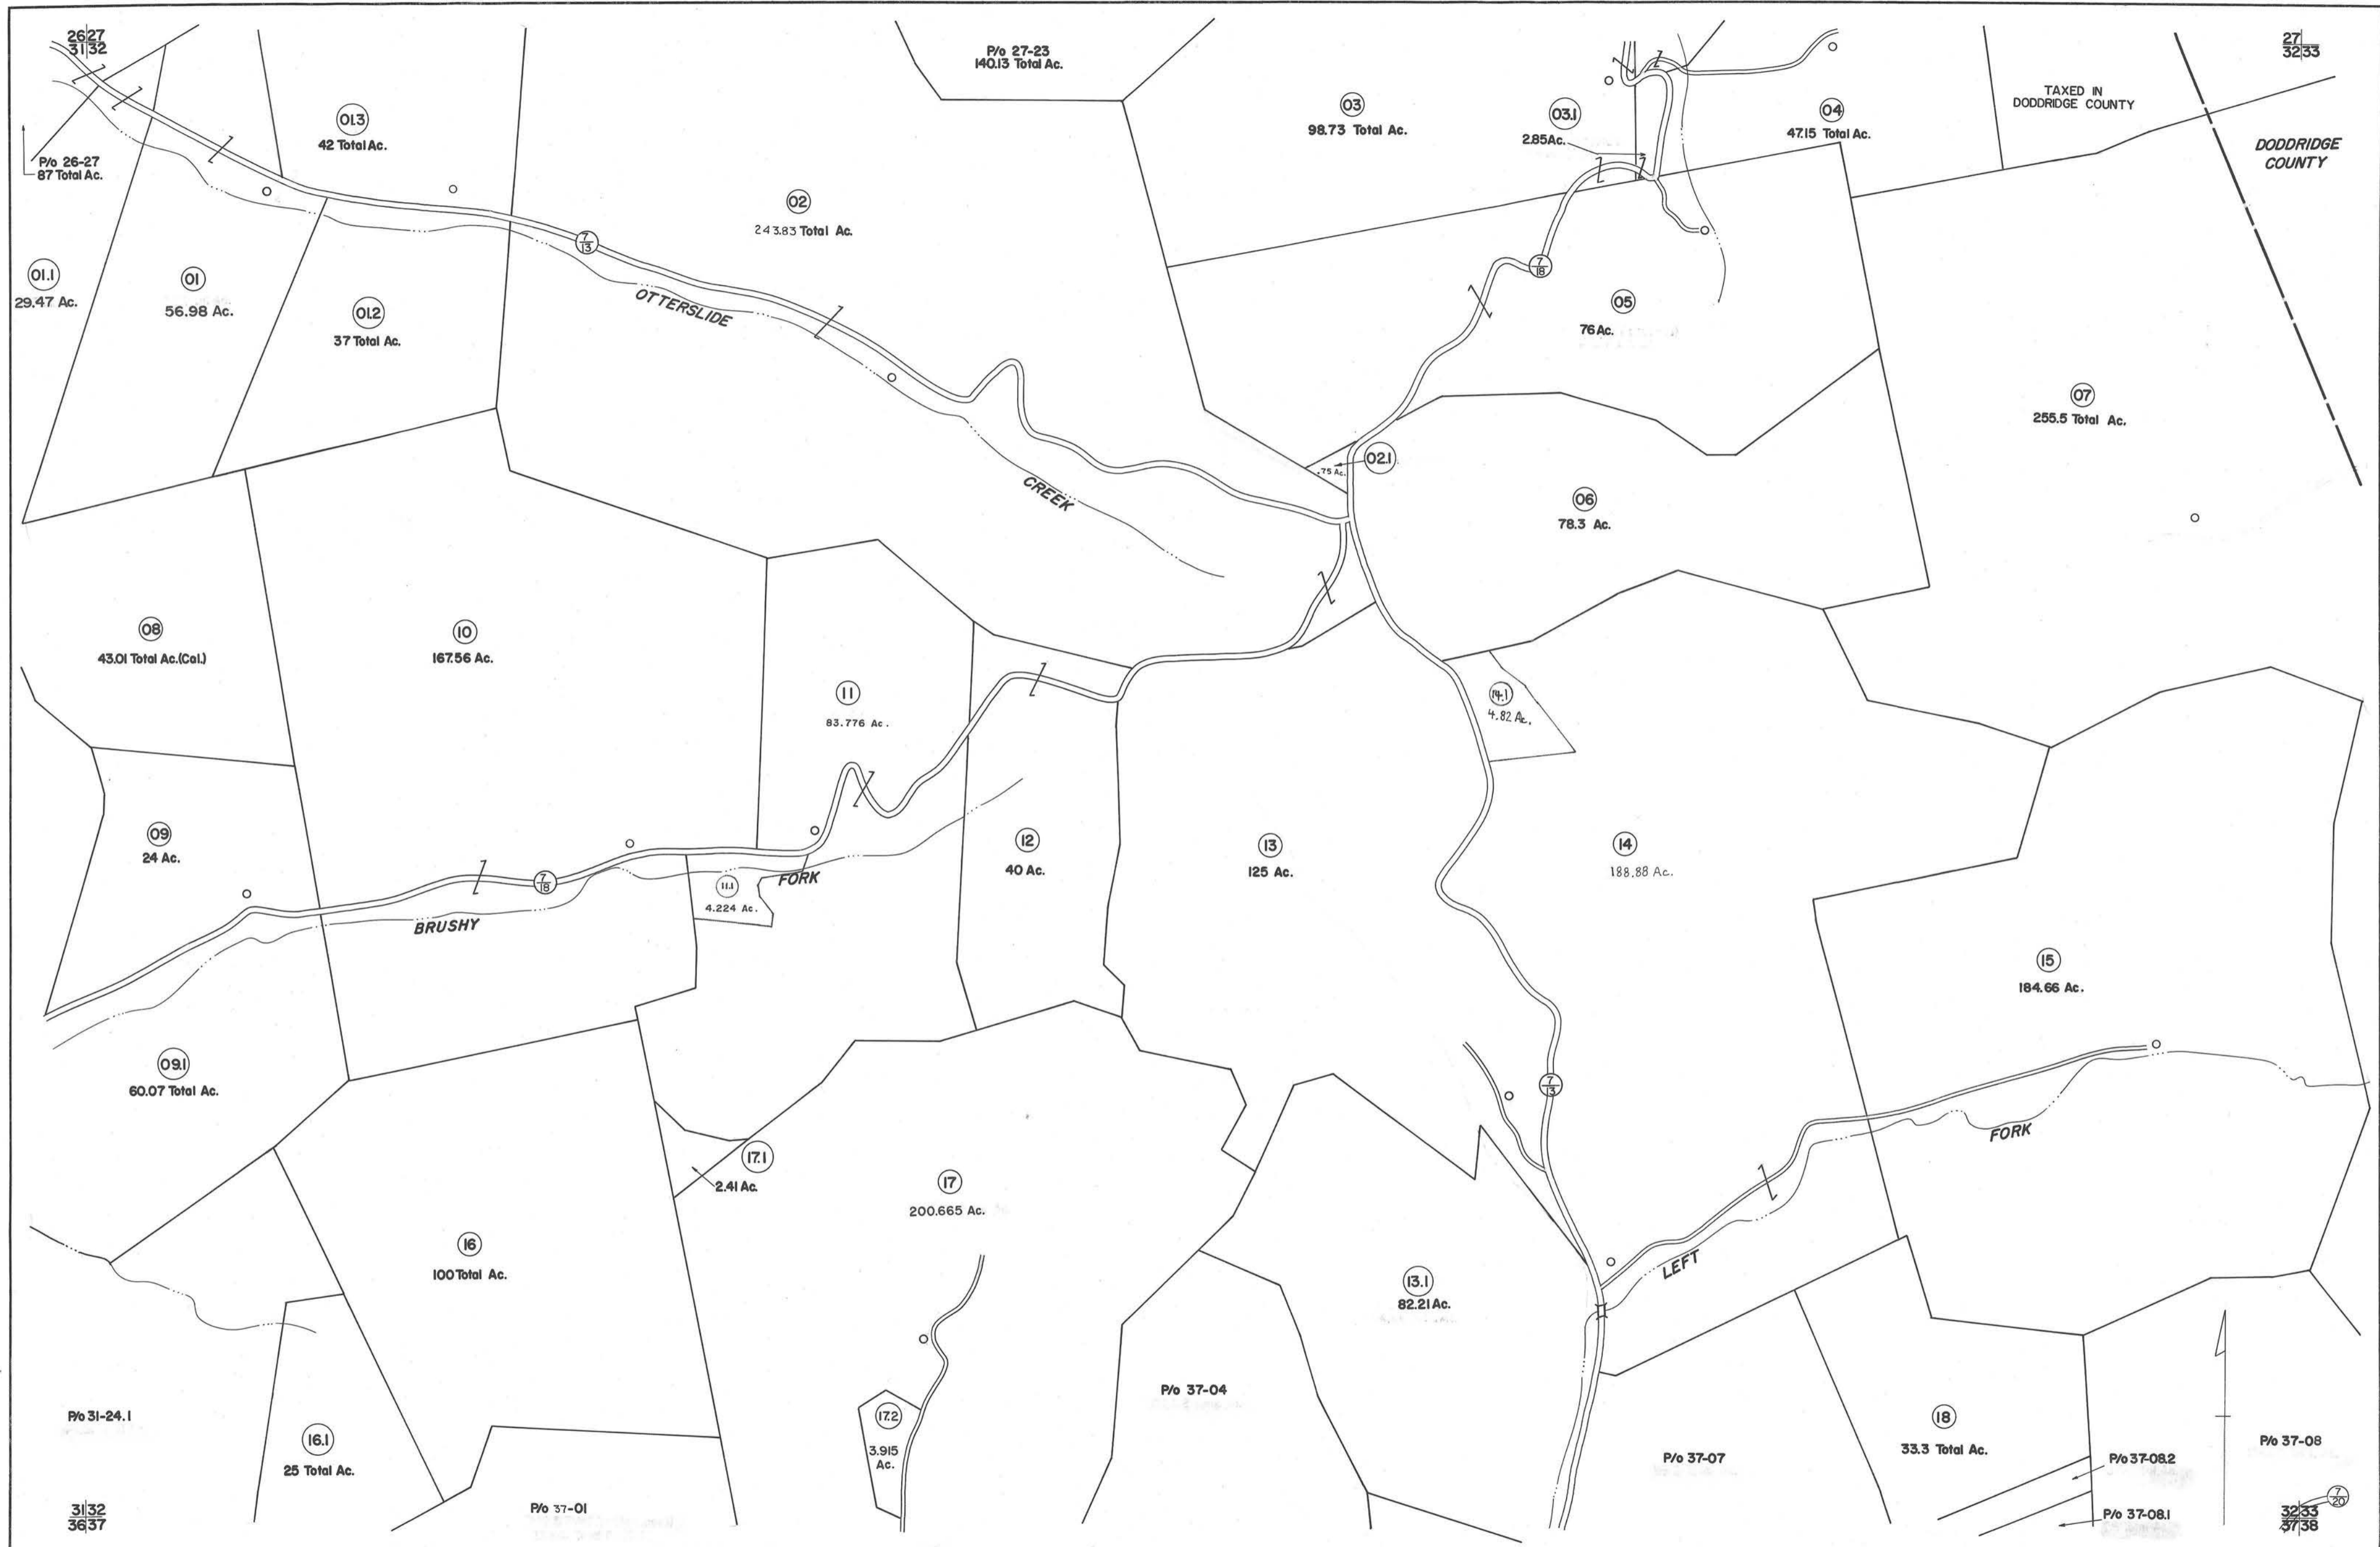 26|27
31|32
P/o 27-23
140.13 Total Ac.
27
32|33
TAXED IN
DODDRIDGE COUNTY
DODDRIDGE
COUNTY
P/o 26-27
87 Total Ac.
01.3
42 Total Ac.
03
98.73 Total Ac.
03.1
2.85Ac.
04
47.15 Total Ac.
02
243.83 Total Ac.
7
13
7
18
01.1
29.47 Ac.
01
56.98 Ac.
01.2
37 Total Ac.
OTTERSLIDE
CREEK
05
76 Ac.
07
255.5 Total Ac.
02.1
.75 Ac.
06
78.3 Ac.
08
43.01 Total Ac.(Cal.)
10
167.56 Ac.
11
83.776 Ac.
14.1
4.82 Ac.
09
24 Ac.
12
40 Ac.
13
125 Ac.
14
188.88 Ac.
7
18
11.1
4.224 Ac.
BRUSHY
FORK
15
184.66 Ac.
09.1
60.07 Total Ac.
7
13
FORK
LEFT
17.1
2.41 Ac.
17
200.665 Ac.
16
100 Total Ac.
13.1
82.21 Ac.
P/o 37-04
P/o 31-24.1
16.1
25 Total Ac.
17.2
3.915
Ac.
18
33.3 Total Ac.
P/o 37-07
P/o 37-08
P/o 37-08.2
P/o 37-08.1
P/o 37-01
31|32
36|37
7
20
32|33
37|38